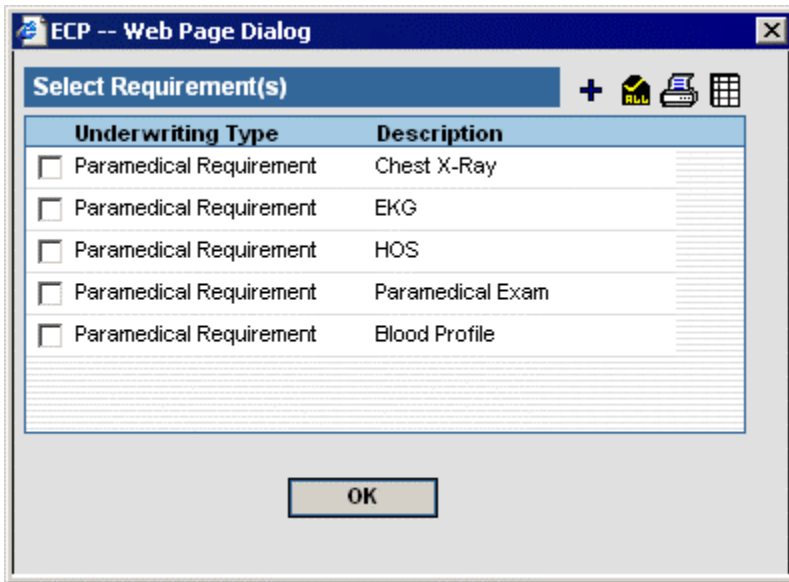 ECP -- Web Page Dialog
Select Requirement(s)
ALL
Underwriting Type Description
Paramedical Requirement Chest X-Ray
Paramedical Requirement EKG
Paramedical Requirement HOS
Paramedical Requirement Paramedical Exam
Paramedical Requirement Blood Profile
OK